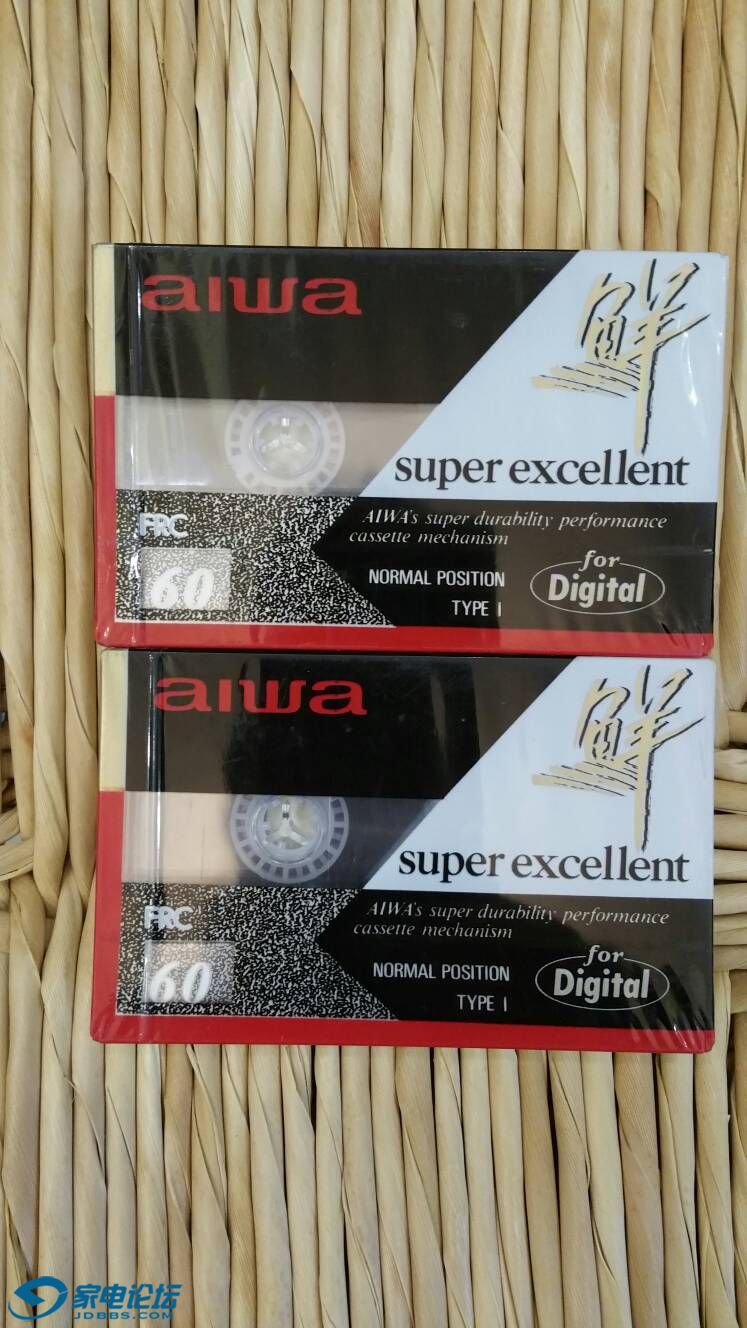 aiwa
鮮
super excellent
AIWA's super durability performance
cassette mechanism
FRC
60
NORMAL POSITION
TYPE I
for
Digital
aiwa
鮮
super excellent
AIWA's super durability performance
cassette mechanism
FRC
60
NORMAL POSITION
TYPE I
for
Digital
家电论坛
JDBBS.COM